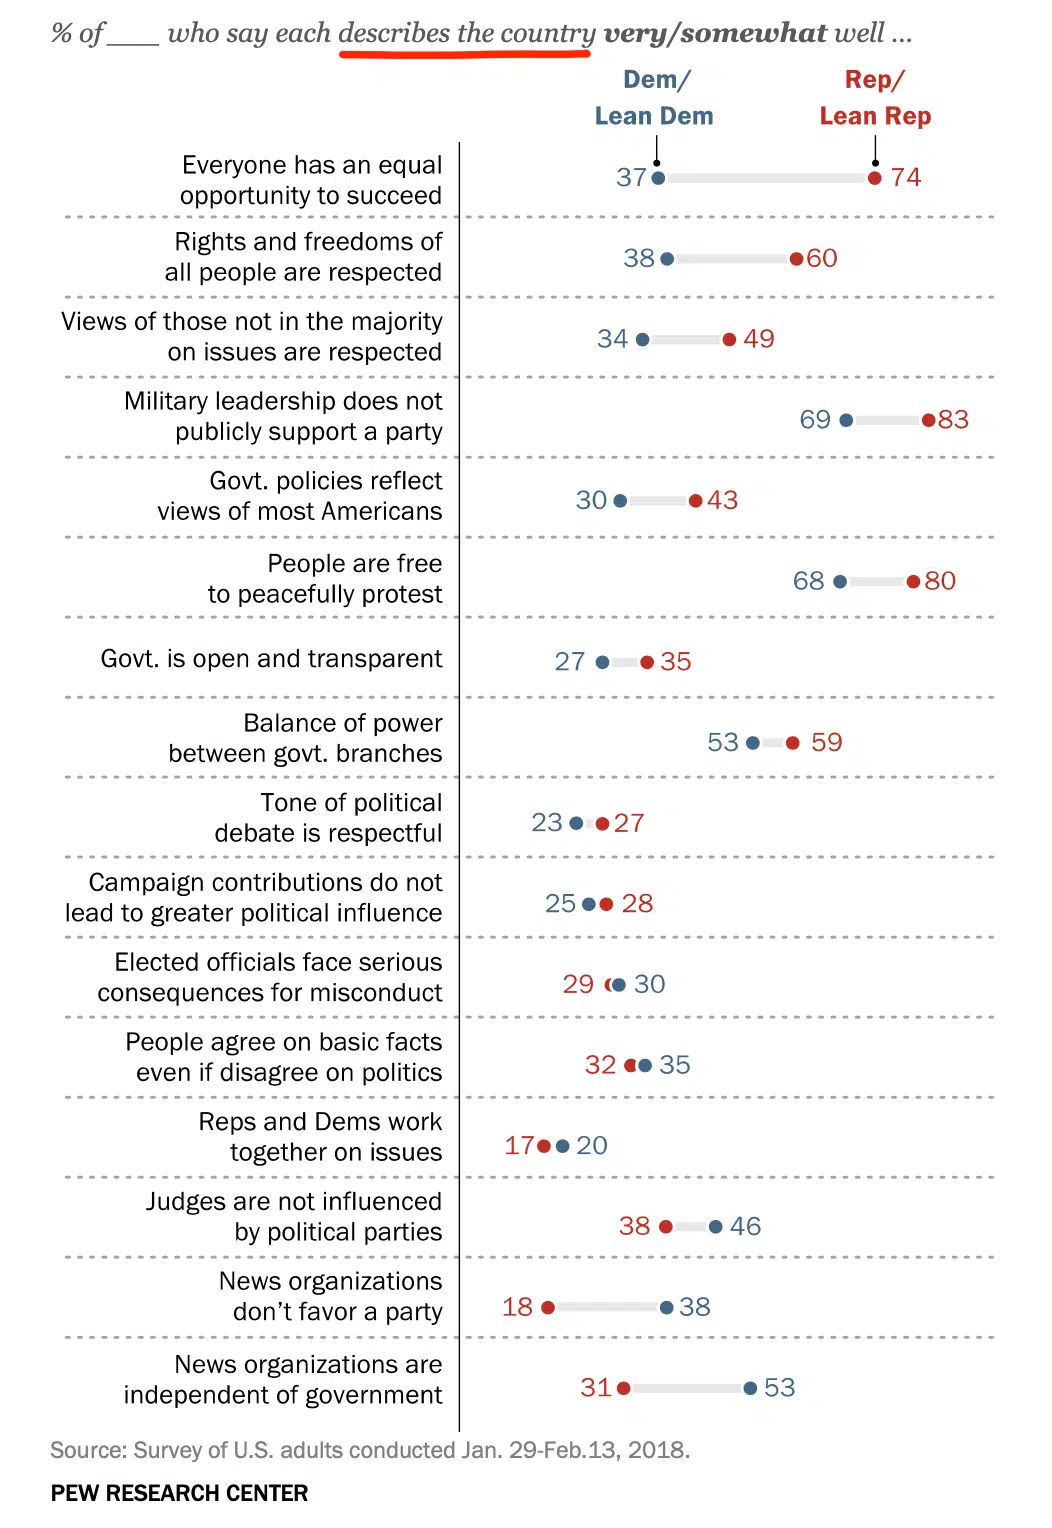 % of ___ who say each describes the country very/somewhat well ...
Dem/
Lean Dem
Rep/
Lean Rep
Everyone has an equal
opportunity to succeed
37
74
Rights and freedoms of
all people are respected
38
60
Views of those not in the majority
on issues are respected
34
49
Military leadership does not
publicly support a party
69
83
Govt. policies reflect
views of most Americans
30
43
People are free
to peacefully protest
68
80
Govt. is open and transparent
27
35
Balance of power
between govt. branches
53
59
Tone of political
debate is respectful
23
27
Campaign contributions do not
lead to greater political influence
25
28
Elected officials face serious
consequences for misconduct
29
30
People agree on basic facts
even if disagree on politics
32
35
Reps and Dems work
together on issues
17
20
Judges are not influenced
by political parties
38
46
News organizations
don't favor a party
18
38
News organizations are
independent of government
31
53
Source: Survey of U.S. adults conducted Jan. 29-Feb.13, 2018.
PEW RESEARCH CENTER